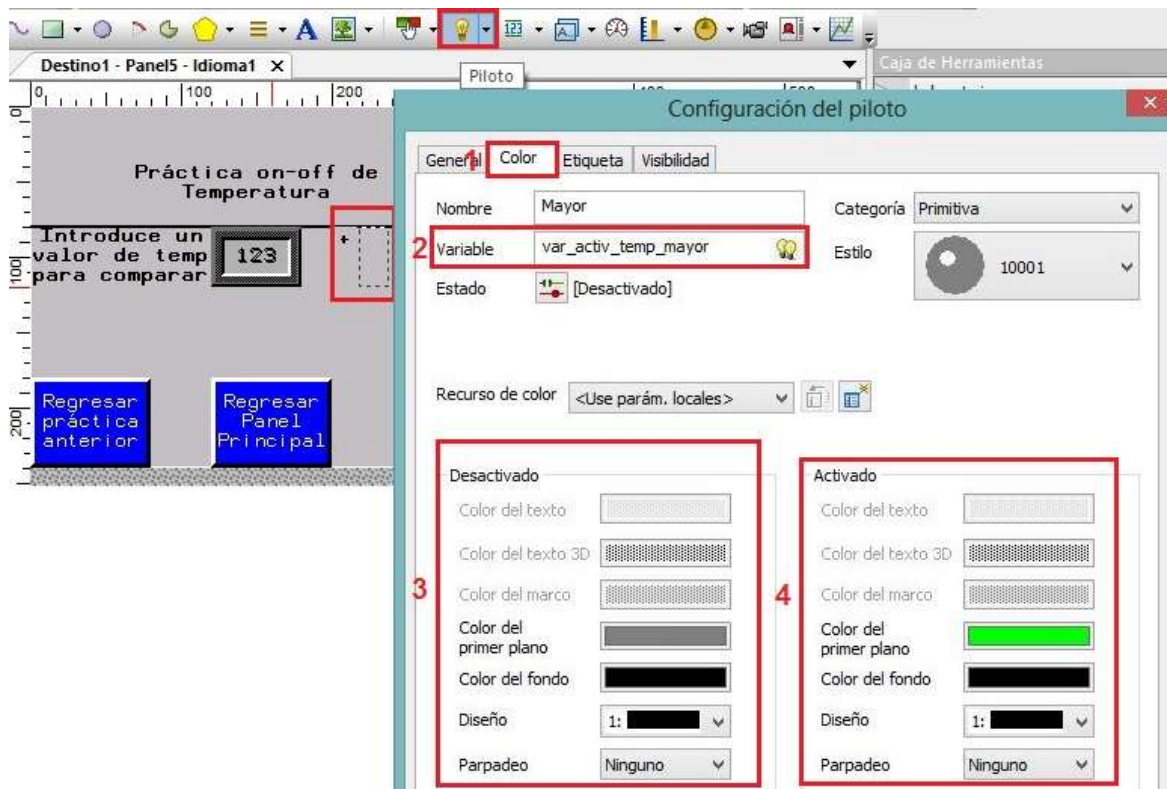 Destino1 - Panel5 - Idioma1 X
Piloto
Caja de Herramientas
0 100 200
Configuración del piloto
Práctica on-off de
Temperatura
Introduce un
valor de temp
para comparar
123
100
Regresar
práctica
anterior
Regresar
Panel
Principal
200
General 1 Color Etiqueta Visibilidad
Nombre Mayor Categoría Primitiva
2 Variable var_activ_temp_mayor Estilo 10001
Estado [Desactivado]
Recurso de color <Use parám. locales>
3
Desactivado
Color del texto
Color del texto 3D
Color del marco
Color del
primer plano
Color del fondo
Diseño 1:
Parpadeo Ninguno
4
Activado
Color del texto
Color del texto 3D
Color del marco
Color del
primer plano
Color del fondo
Diseño 1:
Parpadeo Ninguno